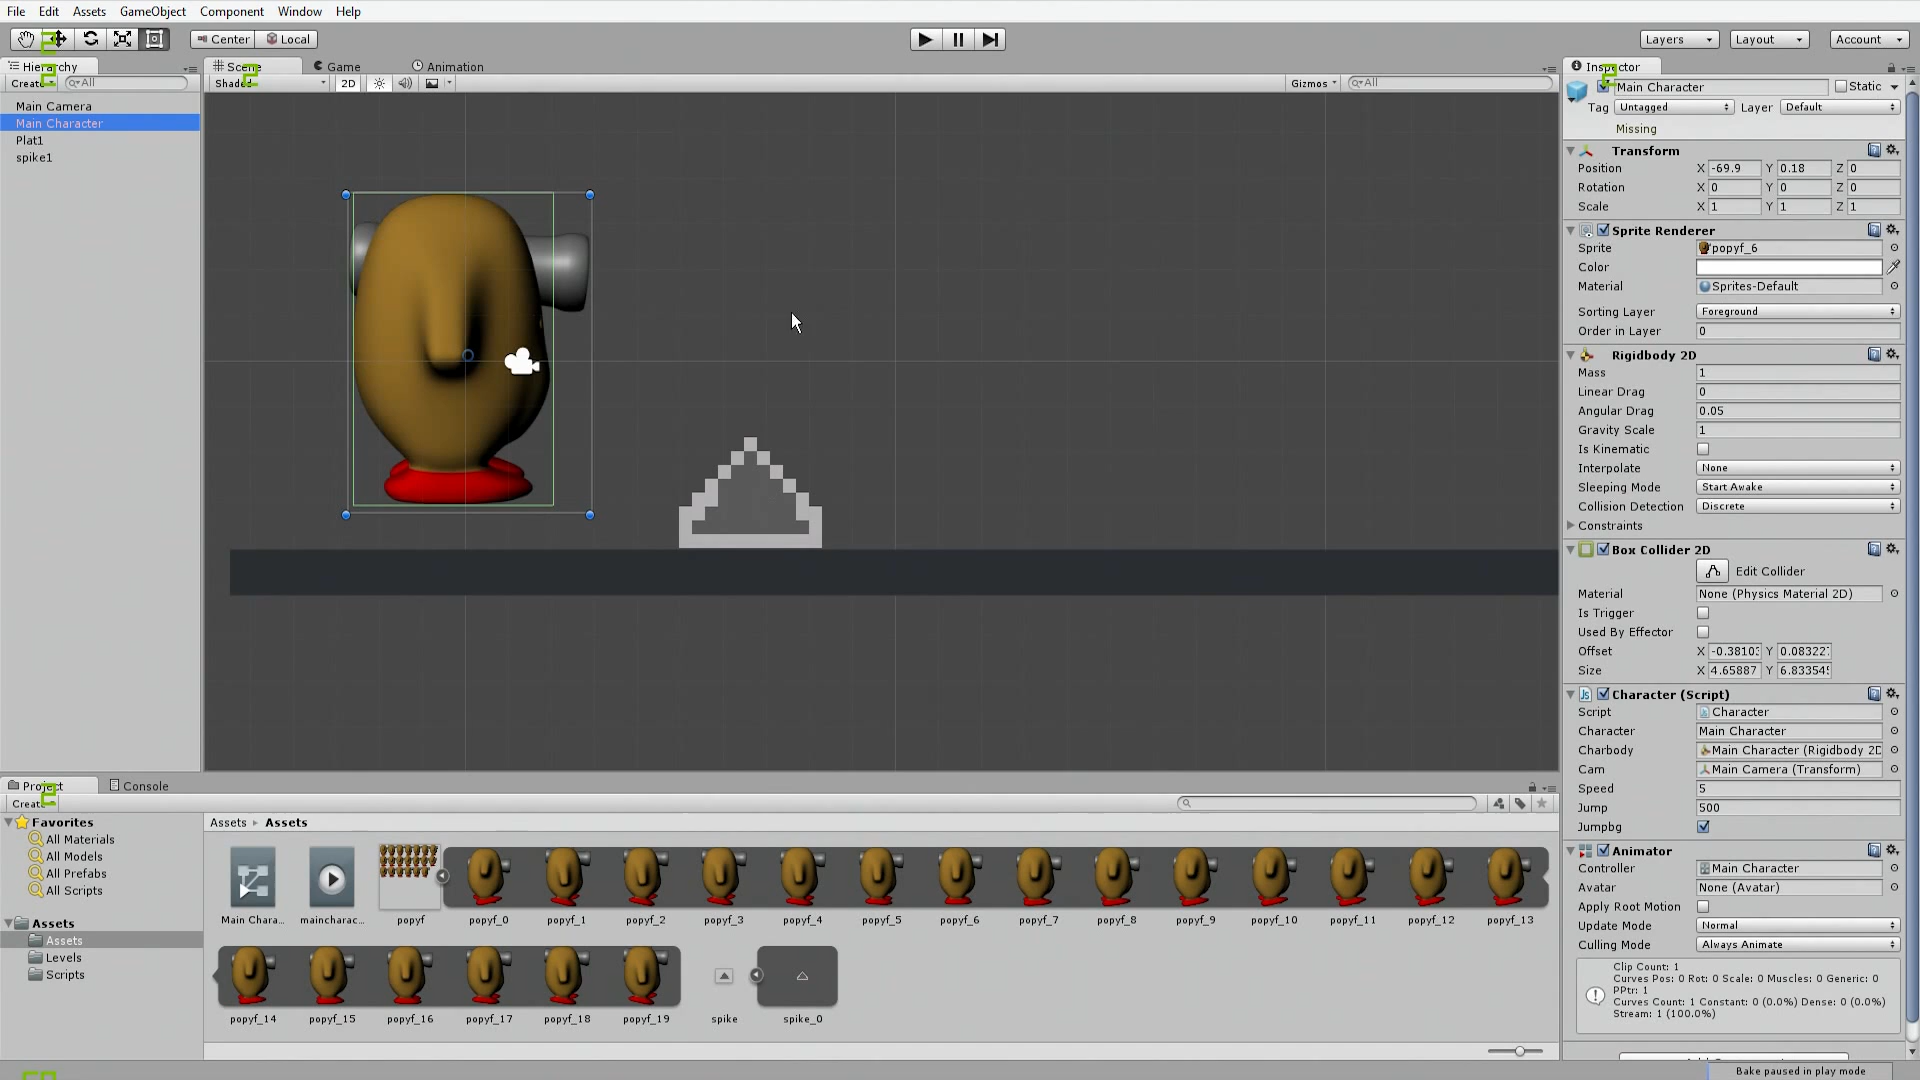 File Edit Assets GameObject Component Window Help
Center Local
Layers Layout Account
Hierarchy
Scene Game Animation
Inspector
All
Shaded 2D
Gizmos All
Main Character Static
Main Camera
Main Character
Plat1
spike1
Tag Untagged Layer Default
Missing
Transform
Position X -69.9 Y 0.18 Z 0
Rotation X 0 Y 0 Z 0
Scale X 1 Y 1 Z 1
Sprite Renderer
Sprite popyf_6
Color
Material Sprites-Default
Sorting Layer Foreground
Order in Layer 0
Rigidbody 2D
Mass 1
Linear Drag 0
Angular Drag 0.05
Gravity Scale 1
Is Kinematic
Interpolate None
Sleeping Mode Start Awake
Collision Detection Discrete
Constraints
Box Collider 2D
Edit Collider
Material None (Physics Material 2D)
Is Trigger
Used By Effector
Offset X -0.3810 Y 0.08322
Size X 4.65887 Y 6.83354
Character (Script)
Script Character
Character Main Character
Charbody Main Character (Rigidbody 2D
Cam Main Camera (Transform)
Speed 5
Jump 500
Jumpbg
Animator
Controller Main Character
Avatar None (Avatar)
Apply Root Motion
Update Mode Normal
Culling Mode Always Animate
Clip Count: 1
Curves Pos: 0 Rot: 0 Scale: 0 Muscles: 0 Generic: 0
PPtr: 1
Curves Count: 1 Constant: 0 (0.0%) Dense: 0 (0.0%)
Stream: 1 (100.0%)
Project Console
Create
Favorites
All Materials
All Models
All Prefabs
All Scripts
Assets
Assets
Levels
Scripts
Assets Assets
Main Chara... maincharac... popyf popyf_0 popyf_1 popyf_2 popyf_3 popyf_4 popyf_5 popyf_6 popyf_7 popyf_8 popyf_9 popyf_10 popyf_11 popyf_12 popyf_13
popyf_14 popyf_15 popyf_16 popyf_17 popyf_18 popyf_19 spike spike_0
Bake paused in play mode